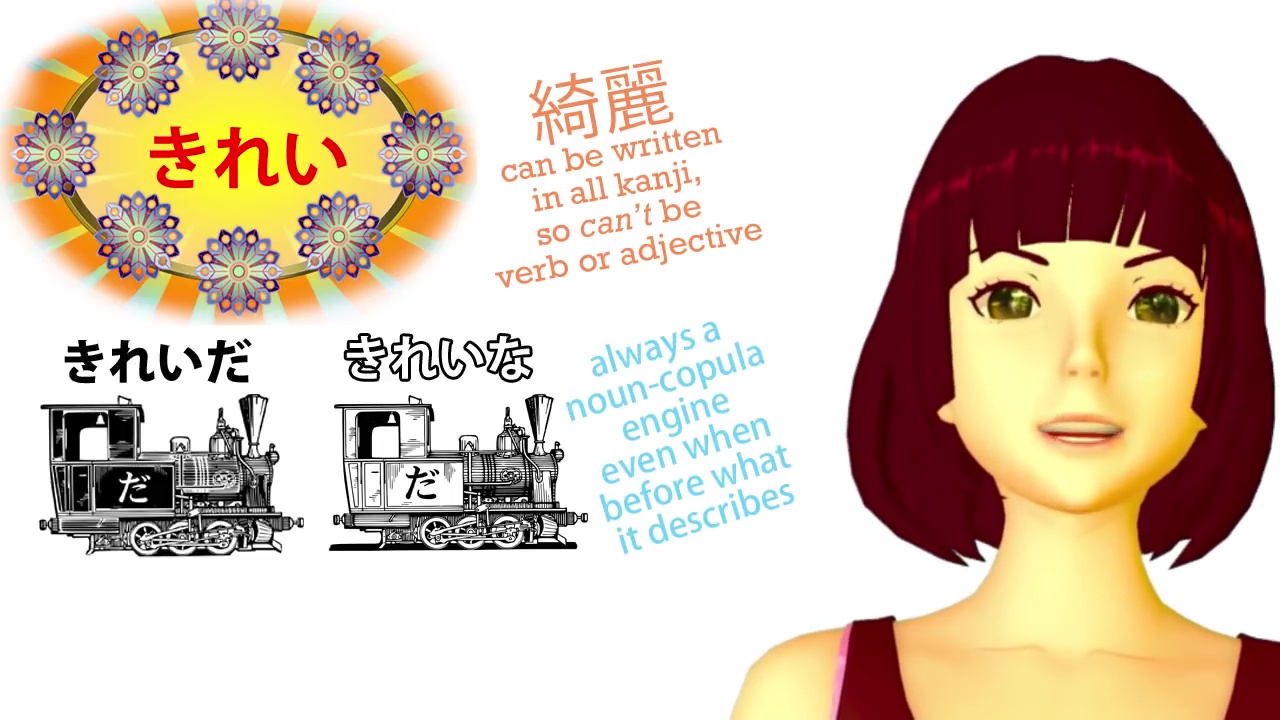 きれい
綺麗
can be written
in all kanji,
so can't be
verb or adjective
きれいだ
だ
きれいな
だ
always a
noun-copula
engine
even when
before what
it describes